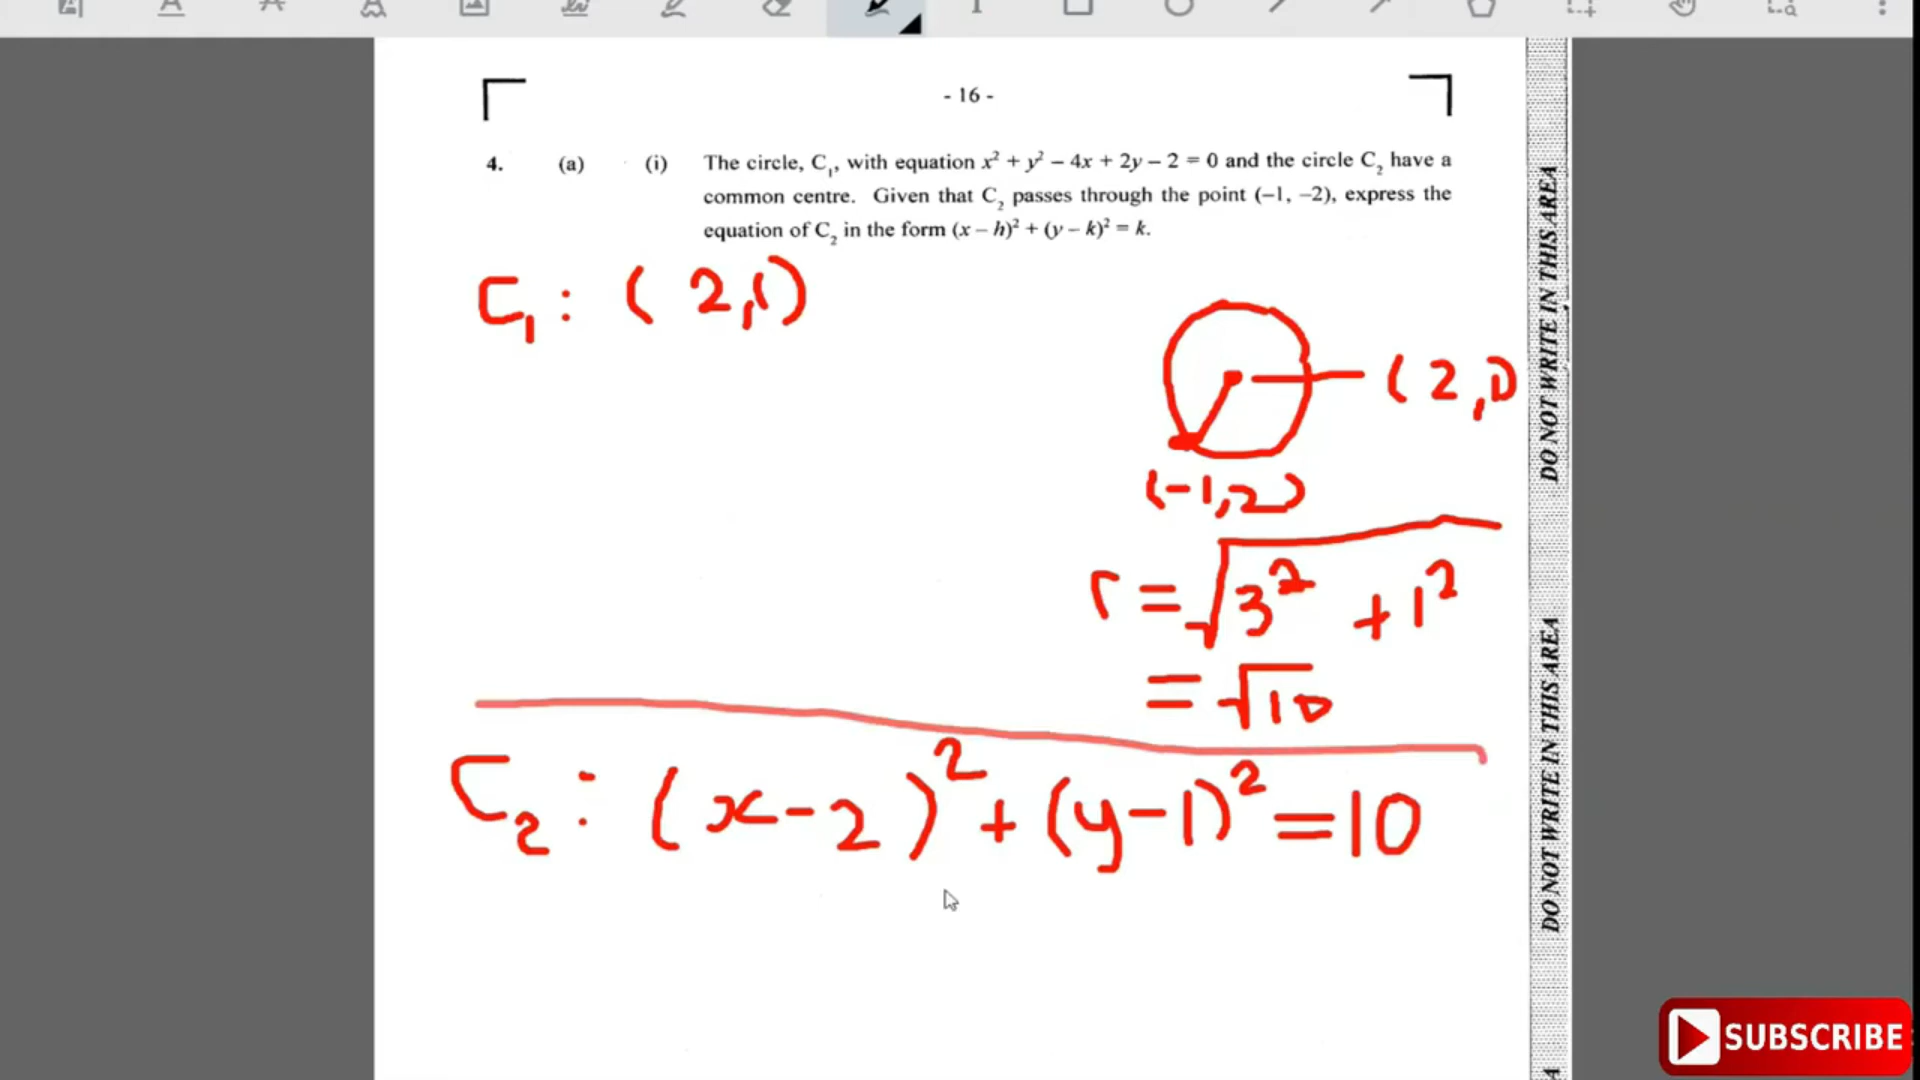 - 16 -
4. (a) (i) The circle, C₁, with equation x² + y² – 4x + 2y – 2 = 0 and the circle C₂ have a
common centre. Given that C₂ passes through the point (–1, –2), express the
equation of C₂ in the form (x – h)² + (y – k)² = k.
C₁ : ( 2,1)
( 2,1)
(-1,2)
r = √3² + 1²
= √10
C₂ : (x-2)² + (y-1)² = 10
DO NOT WRITE IN THIS AREA
DO NOT WRITE IN THIS AREA
SUBSCRIBE